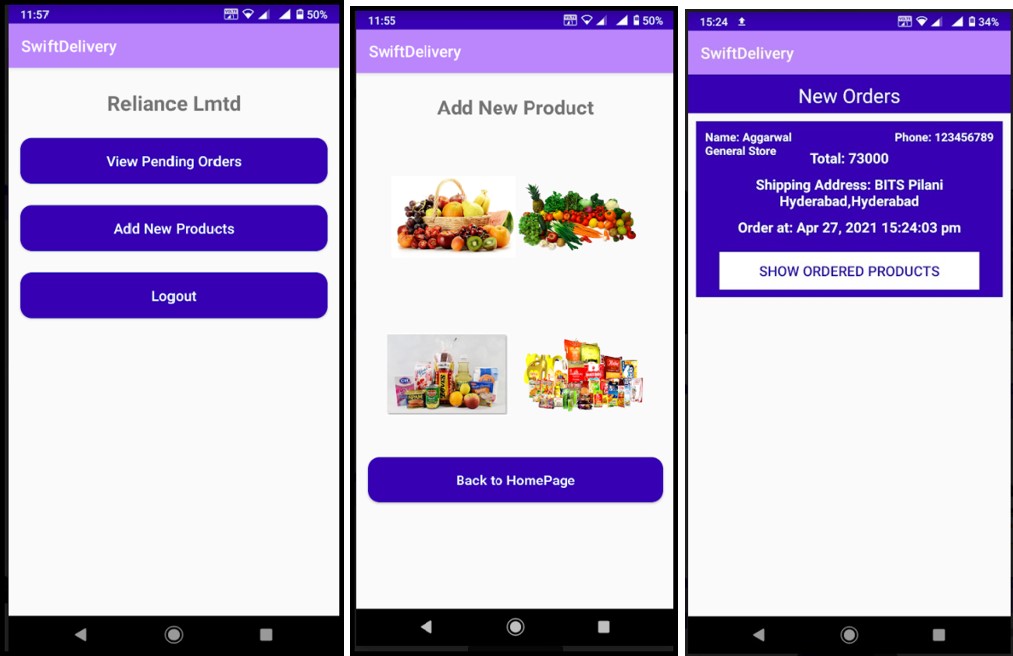 11:57
50%
SwiftDelivery
Reliance Lmtd
View Pending Orders
Add New Products
Logout
11:55
50%
SwiftDelivery
Add New Product
Back to HomePage
15:24
34%
SwiftDelivery
New Orders
Name: Aggarwal
General Store
Phone: 123456789
Total: 73000
Shipping Address: BITS Pilani
Hyderabad,Hyderabad
Order at: Apr 27, 2021 15:24:03 pm
SHOW ORDERED PRODUCTS